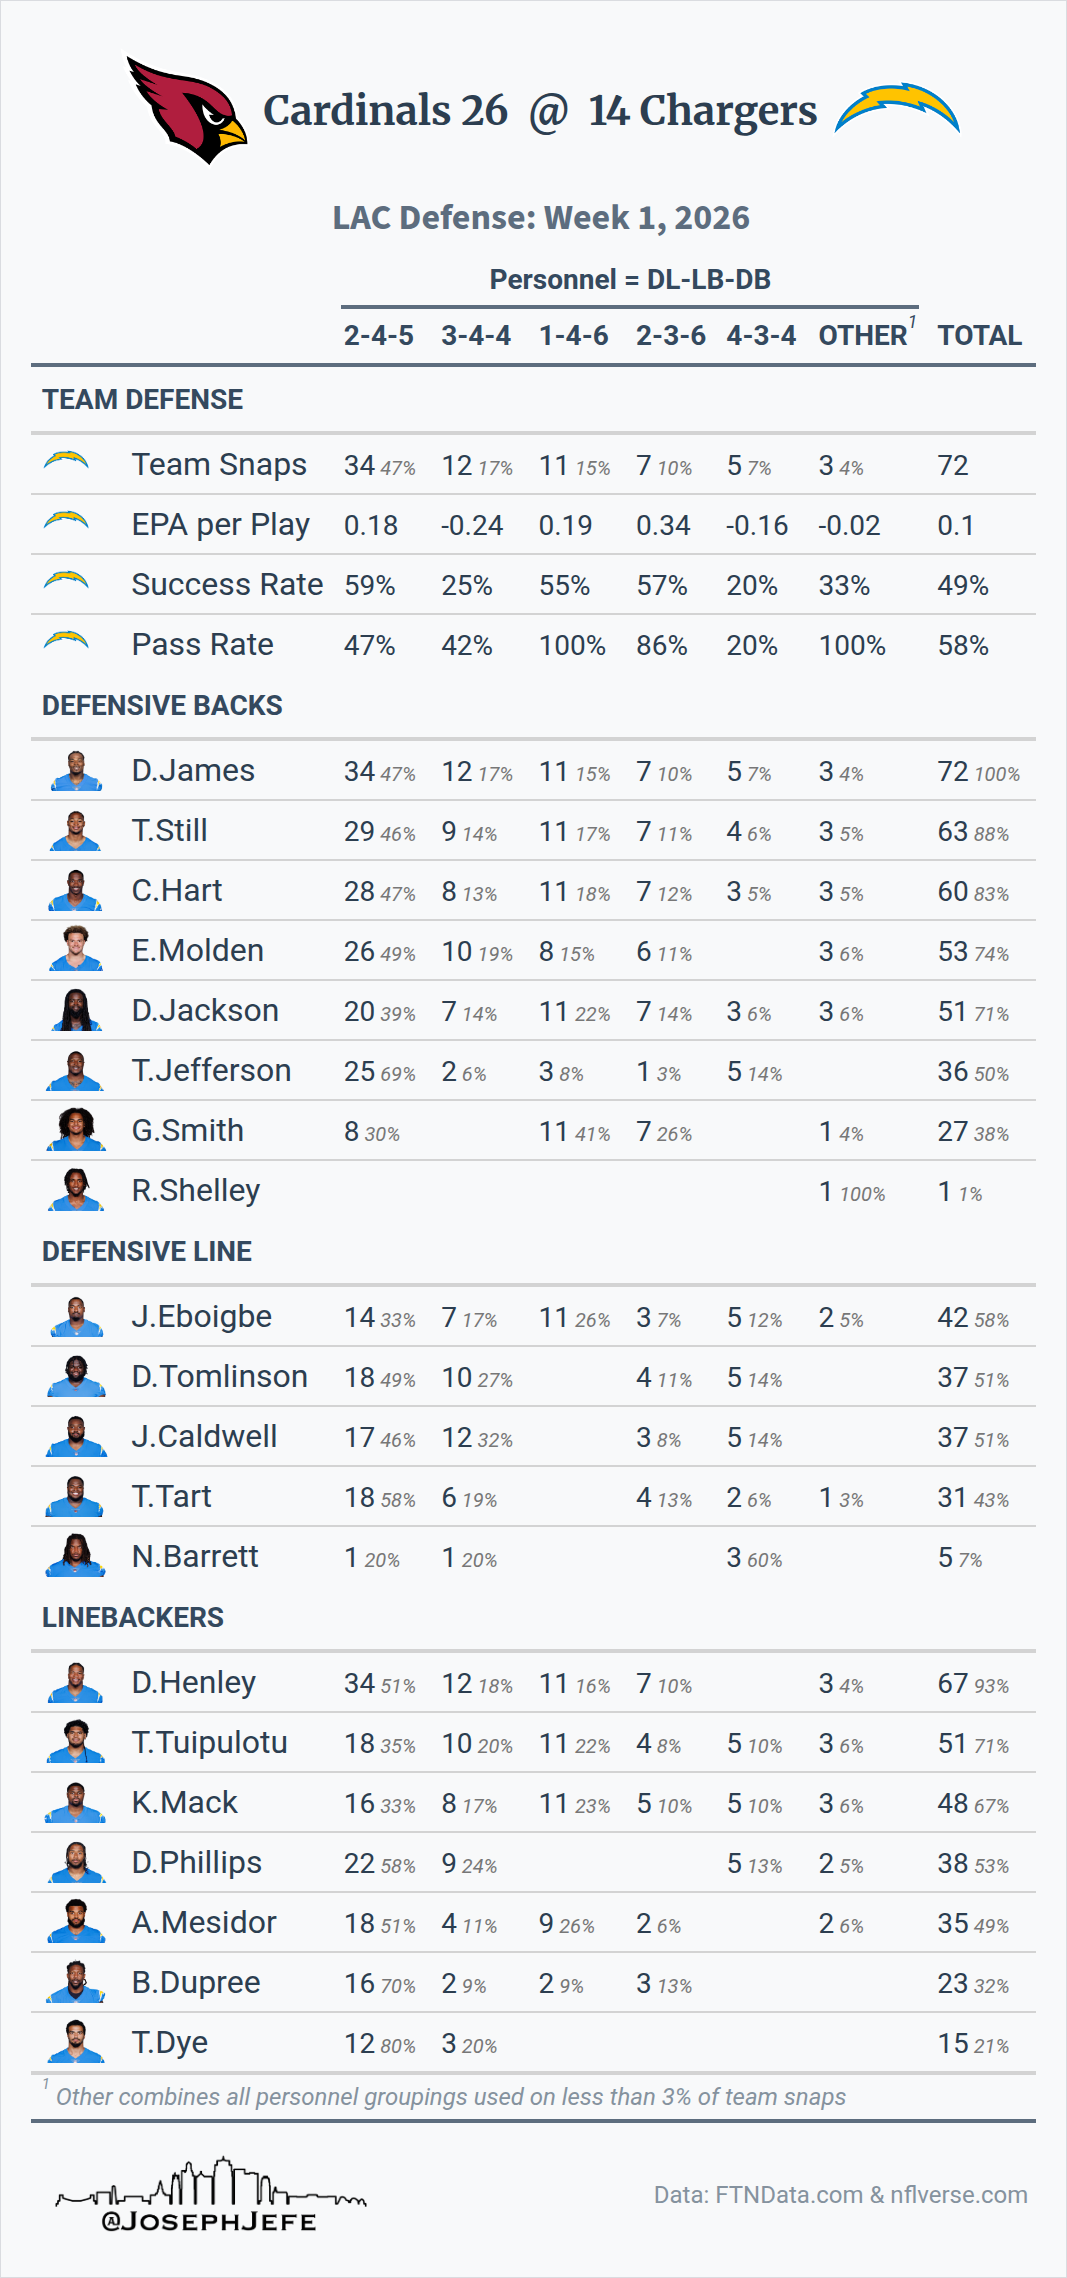 Cardinals 26 @ 14 Chargers
LAC Defense: Week 1, 2026
Personnel = DL-LB-DB
2-4-5 3-4-4 1-4-6 2-3-6 4-3-4 OTHER1 TOTAL
TEAM DEFENSE
Team Snaps 34 47% 12 17% 11 15% 7 10% 5 7% 3 4% 72
EPA per Play 0.18 -0.24 0.19 0.34 -0.16 -0.02 0.1
Success Rate 59% 25% 55% 57% 20% 33% 49%
Pass Rate 47% 42% 100% 86% 20% 100% 58%
DEFENSIVE BACKS
D.James 34 47% 12 17% 11 15% 7 10% 5 7% 3 4% 72 100%
T.Still 29 46% 9 14% 11 17% 7 11% 4 6% 3 5% 63 88%
C.Hart 28 47% 8 13% 11 18% 7 12% 3 5% 3 5% 60 83%
E.Molden 26 49% 10 19% 8 15% 6 11% 3 6% 53 74%
D.Jackson 20 39% 7 14% 11 22% 7 14% 3 6% 3 6% 51 71%
T.Jefferson 25 69% 2 6% 3 8% 1 3% 5 14% 36 50%
G.Smith 8 30% 11 41% 7 26% 1 4% 27 38%
R.Shelley 1 100% 1 1%
DEFENSIVE LINE
J.Eboigbe 14 33% 7 17% 11 26% 3 7% 5 12% 2 5% 42 58%
D.Tomlinson 18 49% 10 27% 4 11% 5 14% 37 51%
J.Caldwell 17 46% 12 32% 3 8% 5 14% 37 51%
T.Tart 18 58% 6 19% 4 13% 2 6% 1 3% 31 43%
N.Barrett 1 20% 1 20% 3 60% 5 7%
LINEBACKERS
D.Henley 34 51% 12 18% 11 16% 7 10% 3 4% 67 93%
T.Tuipulotu 18 35% 10 20% 11 22% 4 8% 5 10% 3 6% 51 71%
K.Mack 16 33% 8 17% 11 23% 5 10% 5 10% 3 6% 48 67%
D.Phillips 22 58% 9 24% 5 13% 2 5% 38 53%
A.Mesidor 18 51% 4 11% 9 26% 2 6% 2 6% 35 49%
B.Dupree 16 70% 2 9% 2 9% 3 13% 23 32%
T.Dye 12 80% 3 20% 15 21%
1 Other combines all personnel groupings used on less than 3% of team snaps
@JosephJefe
Data: FTNData.com & nflverse.com